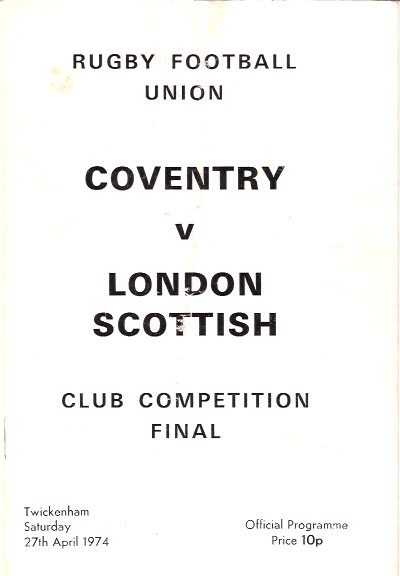 RUGBY FOOTBALL
UNION
COVENTRY
v
LONDON
SCOTTISH
CLUB COMPETITION
FINAL
Twickenham
Saturday
27th April 1974
Official Programme
Price 10p